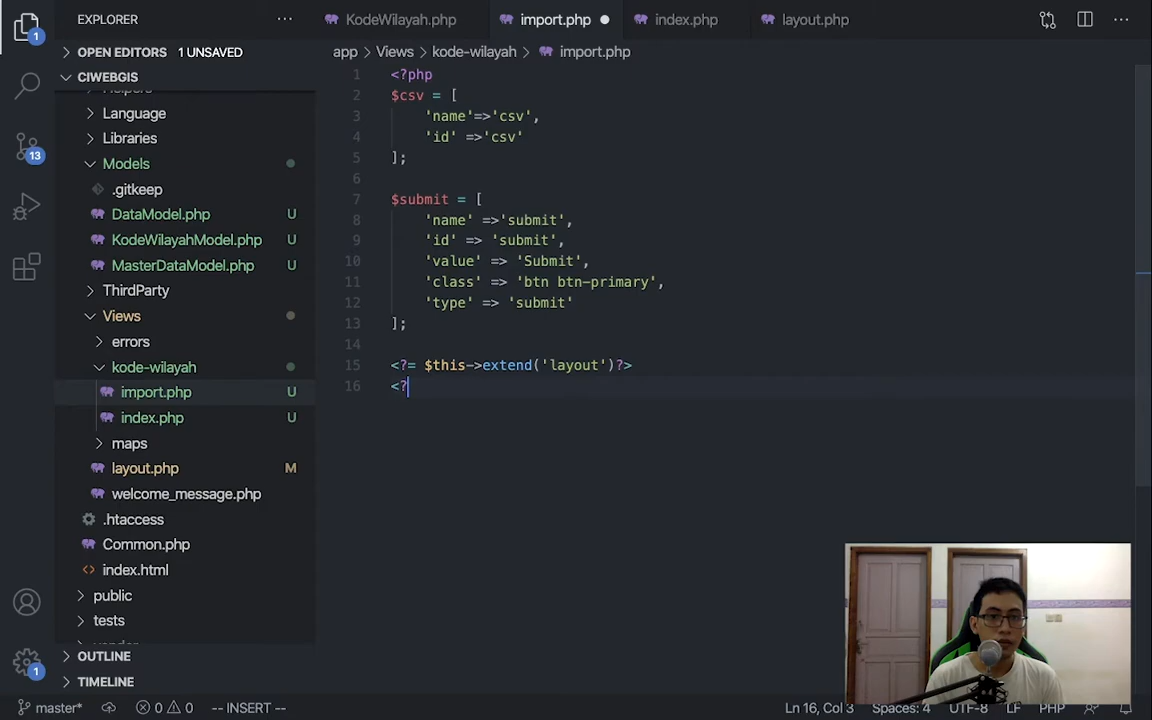 EXPLORER
KodeWilayah.php
import.php
index.php
layout.php
1
OPEN EDITORS 1 UNSAVED
app > Views > kode-wilayah > import.php
CIWEBGIS
Helpers
Language
Libraries
13
Models
.gitkeep
DataModel.php U
KodeWilayahModel.php U
MasterDataModel.php U
ThirdParty
Views
errors
kode-wilayah
import.php U
index.php U
maps
layout.php M
welcome_message.php
.htaccess
Common.php
index.html
public
tests
OUTLINE
1
TIMELINE
1 <?php
2 $csv = [
3 'name'=>'csv',
4 'id' =>'csv'
5 ];
6
7 $submit = [
8 'name' =>'submit',
9 'id' => 'submit',
10 'value' => 'Submit',
11 'class' => 'btn btn-primary',
12 'type' => 'submit'
13 ];
14
15 <?= $this->extend('layout')?>
16 <?
master* 0 0 -- INSERT -- Ln 16, Col 3 Spaces: 4 UTF-8 LF PHP